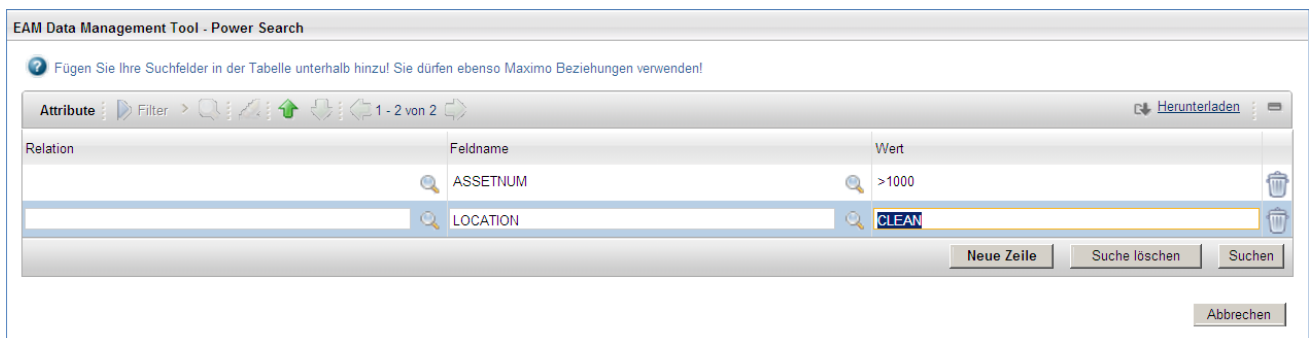 EAM Data Management Tool - Power Search
Fügen Sie Ihre Suchfelder in der Tabelle unterhalb hinzu! Sie dürfen ebenso Maximo Beziehungen verwenden!
Attribute Filter > 1 - 2 von 2 Herunterladen
Relation Feldname Wert
ASSETNUM >1000
LOCATION CLEAN
Neue Zeile Suche löschen Suchen
Abbrechen